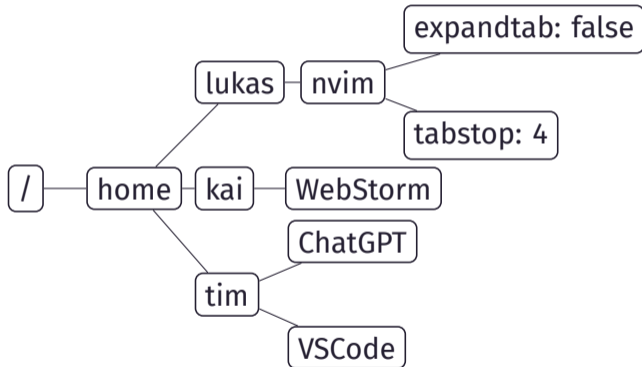 /
home
lukas
nvim
expandtab: false
tabstop: 4
kai
WebStorm
tim
ChatGPT
VSCode